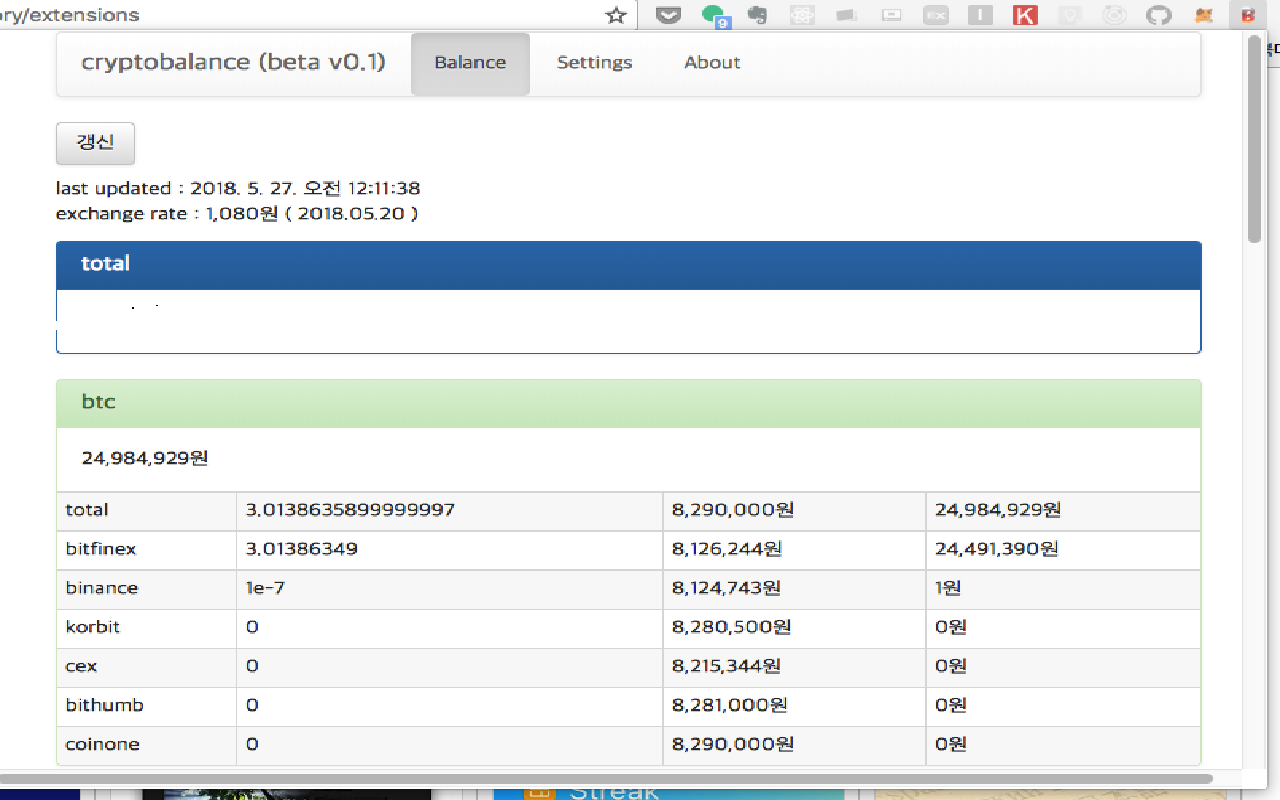 ry/extensions
9
EX
I
K
B
cryptobalance (beta v0.1) Balance Settings About
갱신
last updated : 2018. 5. 27. 오전 12:11:38
exchange rate : 1,080원 ( 2018.05.20 )
total
btc
24,984,929원
total 3.0138635899999997 8,290,000원 24,984,929원
bitfinex 3.01386349 8,126,244원 24,491,390원
binance 1e-7 8,124,743원 1원
korbit 0 8,280,500원 0원
cex 0 8,215,344원 0원
bithumb 0 8,281,000원 0원
coinone 0 8,290,000원 0원
Streak